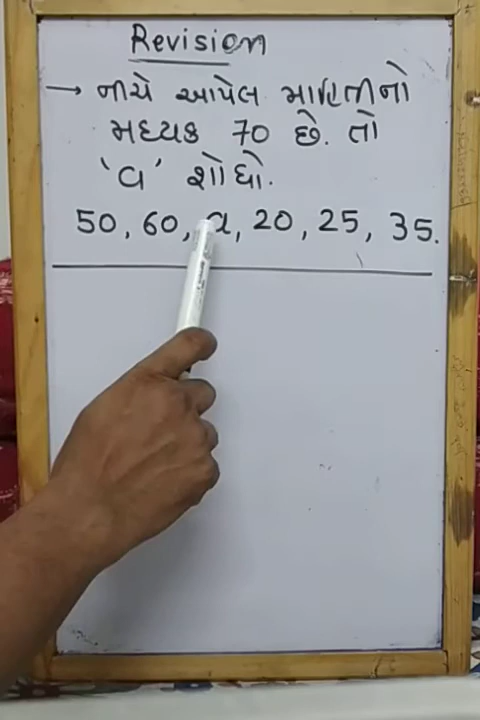 Revision
→ નીચે આપેલ માહિતીનો
મધ્યક 70 છે. તો
'a' શોધો.
50, 60, a, 20, 25, 35.